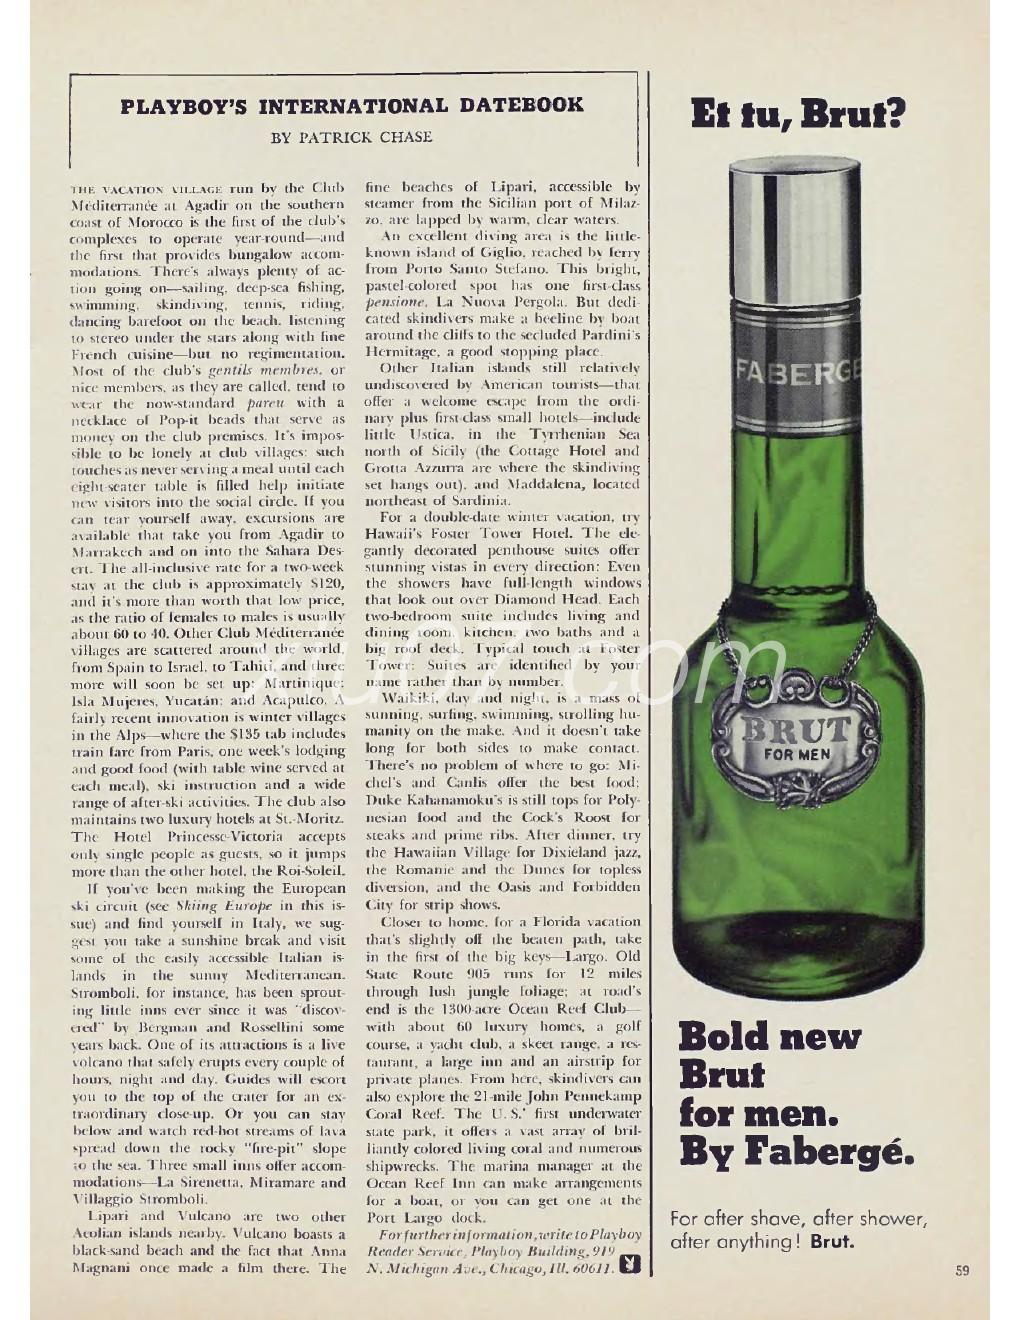 PLAYBOY'S INTERNATIONAL DATEBOOK
BY PATRICK CHASE
THE VACATION VILLAGE run by the Club
Méditerranée at Agadir on the southern
coast of Morocco is the first of the club's
complexes to operate year-round—and
the first that provides bungalow accom-
modations. There's always plenty of ac-
tion going on—sailing, deep-sea fishing,
swimming, skindiving, tennis, riding,
dancing barefoot on the beach, listening
to stereo under the stars along with fine
French cuisine—but no regimentation.
Most of the club's gentils membres, or
nice members, as they are called, tend to
wear the now-standard pareu with a
necklace of Pop-it beads that serve as
money on the club premises. It's impos-
sible to be lonely at club villages: such
touches as never serving a meal until each
eight-seater table is filled help initiate
new visitors into the social circle. If you
can tear yourself away, excursions are
available that take you from Agadir to
Marrakech and on into the Sahara Des-
ert. The all-inclusive rate for a two-week
stay at the club is approximately $120,
and it's more than worth that low price,
as the ratio of females to males is usually
about 60 to 40. Other Club Méditerranée
villages are scattered around the world,
from Spain to Israel, to Tahiti, and three
more will soon be set up: Martinique;
Isla Mujeres, Yucatán; and Acapulco. A
fairly recent innovation is winter villages
in the Alps—where the $135 tab includes
train fare from Paris, one week's lodging
and good food (with table wine served at
each meal), ski instruction and a wide
range of after-ski activities. The club also
maintains two luxury hotels at St.-Moritz.
The Hotel Princesse-Victoria accepts
only single people as guests, so it jumps
more than the other hotel, the Roi-Soleil.
If you've been making the European
ski circuit (see Skiing Europe in this is-
sue) and find yourself in Italy, we sug-
gest you take a sunshine break and visit
some of the easily accessible Italian is-
lands in the sunny Mediterranean.
Stromboli, for instance, has been sprout-
ing little inns ever since it was "discov-
ered" by Bergman and Rossellini some
years back. One of its attractions is a live
volcano that safely erupts every couple of
hours, night and day. Guides will escort
you to the top of the crater for an ex-
traordinary close-up. Or you can stay
below and watch red-hot streams of lava
spread down the rocky "fire-pit" slope
to the sea. Three small inns offer accom-
modations—La Sirenetta, Miramare and
Villaggio Stromboli.
Lipari and Vulcano are two other
Aeolian islands nearby. Vulcano boasts a
black-sand beach and the fact that Anna
Magnani once made a film there. The
fine beaches of Lipari, accessible by
steamer from the Sicilian port of Milaz-
zo, are lapped by warm, clear waters.
An excellent diving area is the little-
known island of Giglio, reached by ferry
from Porto Santo Stefano. This bright,
pastel-colored spot has one first-class
pensione, La Nuova Pergola. But dedi-
cated skindivers make a beeline by boat
around the cliffs to the secluded Pardini's
Hermitage, a good stopping place.
Other Italian islands still relatively
undiscovered by American tourists—that
offer a welcome escape from the ordi-
nary plus first-class small hotels—include
little Ustica, in the Tyrrhenian Sea
north of Sicily (the Cottage Hotel and
Grotta Azzurra are where the skindiving
set hangs out), and Maddalena, located
northeast of Sardinia.
For a double-date winter vacation, try
Hawaii's Foster Tower Hotel. The ele-
gantly decorated penthouse suites offer
stunning vistas in every direction: Even
the showers have full-length windows
that look out over Diamond Head. Each
two-bedroom suite includes living and
dining room, kitchen, two baths and a
big roof deck. Typical touch at Foster
Tower: Suites are identified by your
name rather than by number.
Waikiki, day and night, is a mass of
sunning, surfing, swimming, strolling hu-
manity on the make. And it doesn't take
long for both sides to make contact.
There's no problem of where to go: Mi-
chel's and Canlis offer the best food;
Duke Kahanamoku's is still tops for Poly-
nesian food and the Cock's Roost for
steaks and prime ribs. After dinner, try
the Hawaiian Village for Dixieland jazz,
the Romanie and the Dunes for topless
diversion, and the Oasis and Forbidden
City for strip shows.
Closer to home, for a Florida vacation
that's slightly off the beaten path, take
in the first of the big keys—Largo. Old
State Route 905 runs for 12 miles
through lush jungle foliage; at road's
end is the 1300-acre Ocean Reef Club—
with about 60 luxury homes, a golf
course, a yacht club, a skeet range, a res-
taurant, a large inn and an airstrip for
private planes. From here, skindivers can
also explore the 21-mile John Pennekamp
Coral Reef. The U.S.' first underwater
state park, it offers a vast array of bril-
liantly colored living coral and numerous
shipwrecks. The marina manager at the
Ocean Reef Inn can make arrangements
for a boat, or you can get one at the
Port Largo dock.
For further information, write to Playboy
Reader Service, Playboy Building, 919
N. Michigan Ave., Chicago, Ill. 60611.
Et tu, Brut?
FABERGE
BRUT
FOR MEN
Bold new
Brut
for men.
By Fabergé.
For after shave, after shower,
after anything! Brut.
59